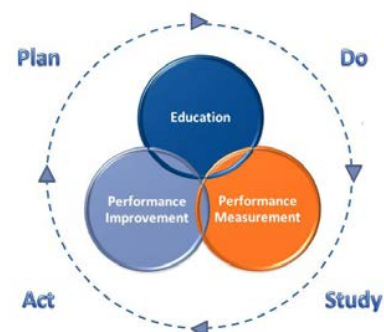 Plan
Do
Education
Performance
Improvement
Performance
Measurement
Act
Study